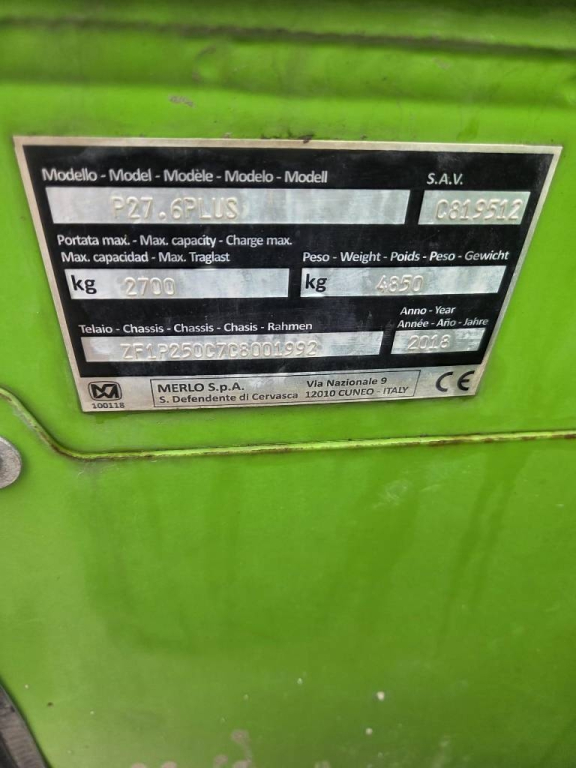 Modello - Model - Modèle - Modelo - Modell
S.A.V.
P27.6PLUS
C819512
Portata max. - Max. capacity - Charge max.
Max. capacidad - Max. Traglast
Peso - Weight - Poids - Peso - Gewicht
kg 2700
kg 4850
Anno - Year
Telaio - Chassis - Chassis - Chasis - Rahmen
Année - Año - Jahre
ZF1P250C7C8001992
2018
MERLO S.p.A.
Via Nazionale 9
S. Defendente di Cervasca
12010 CUNEO - ITALY
CE
100118